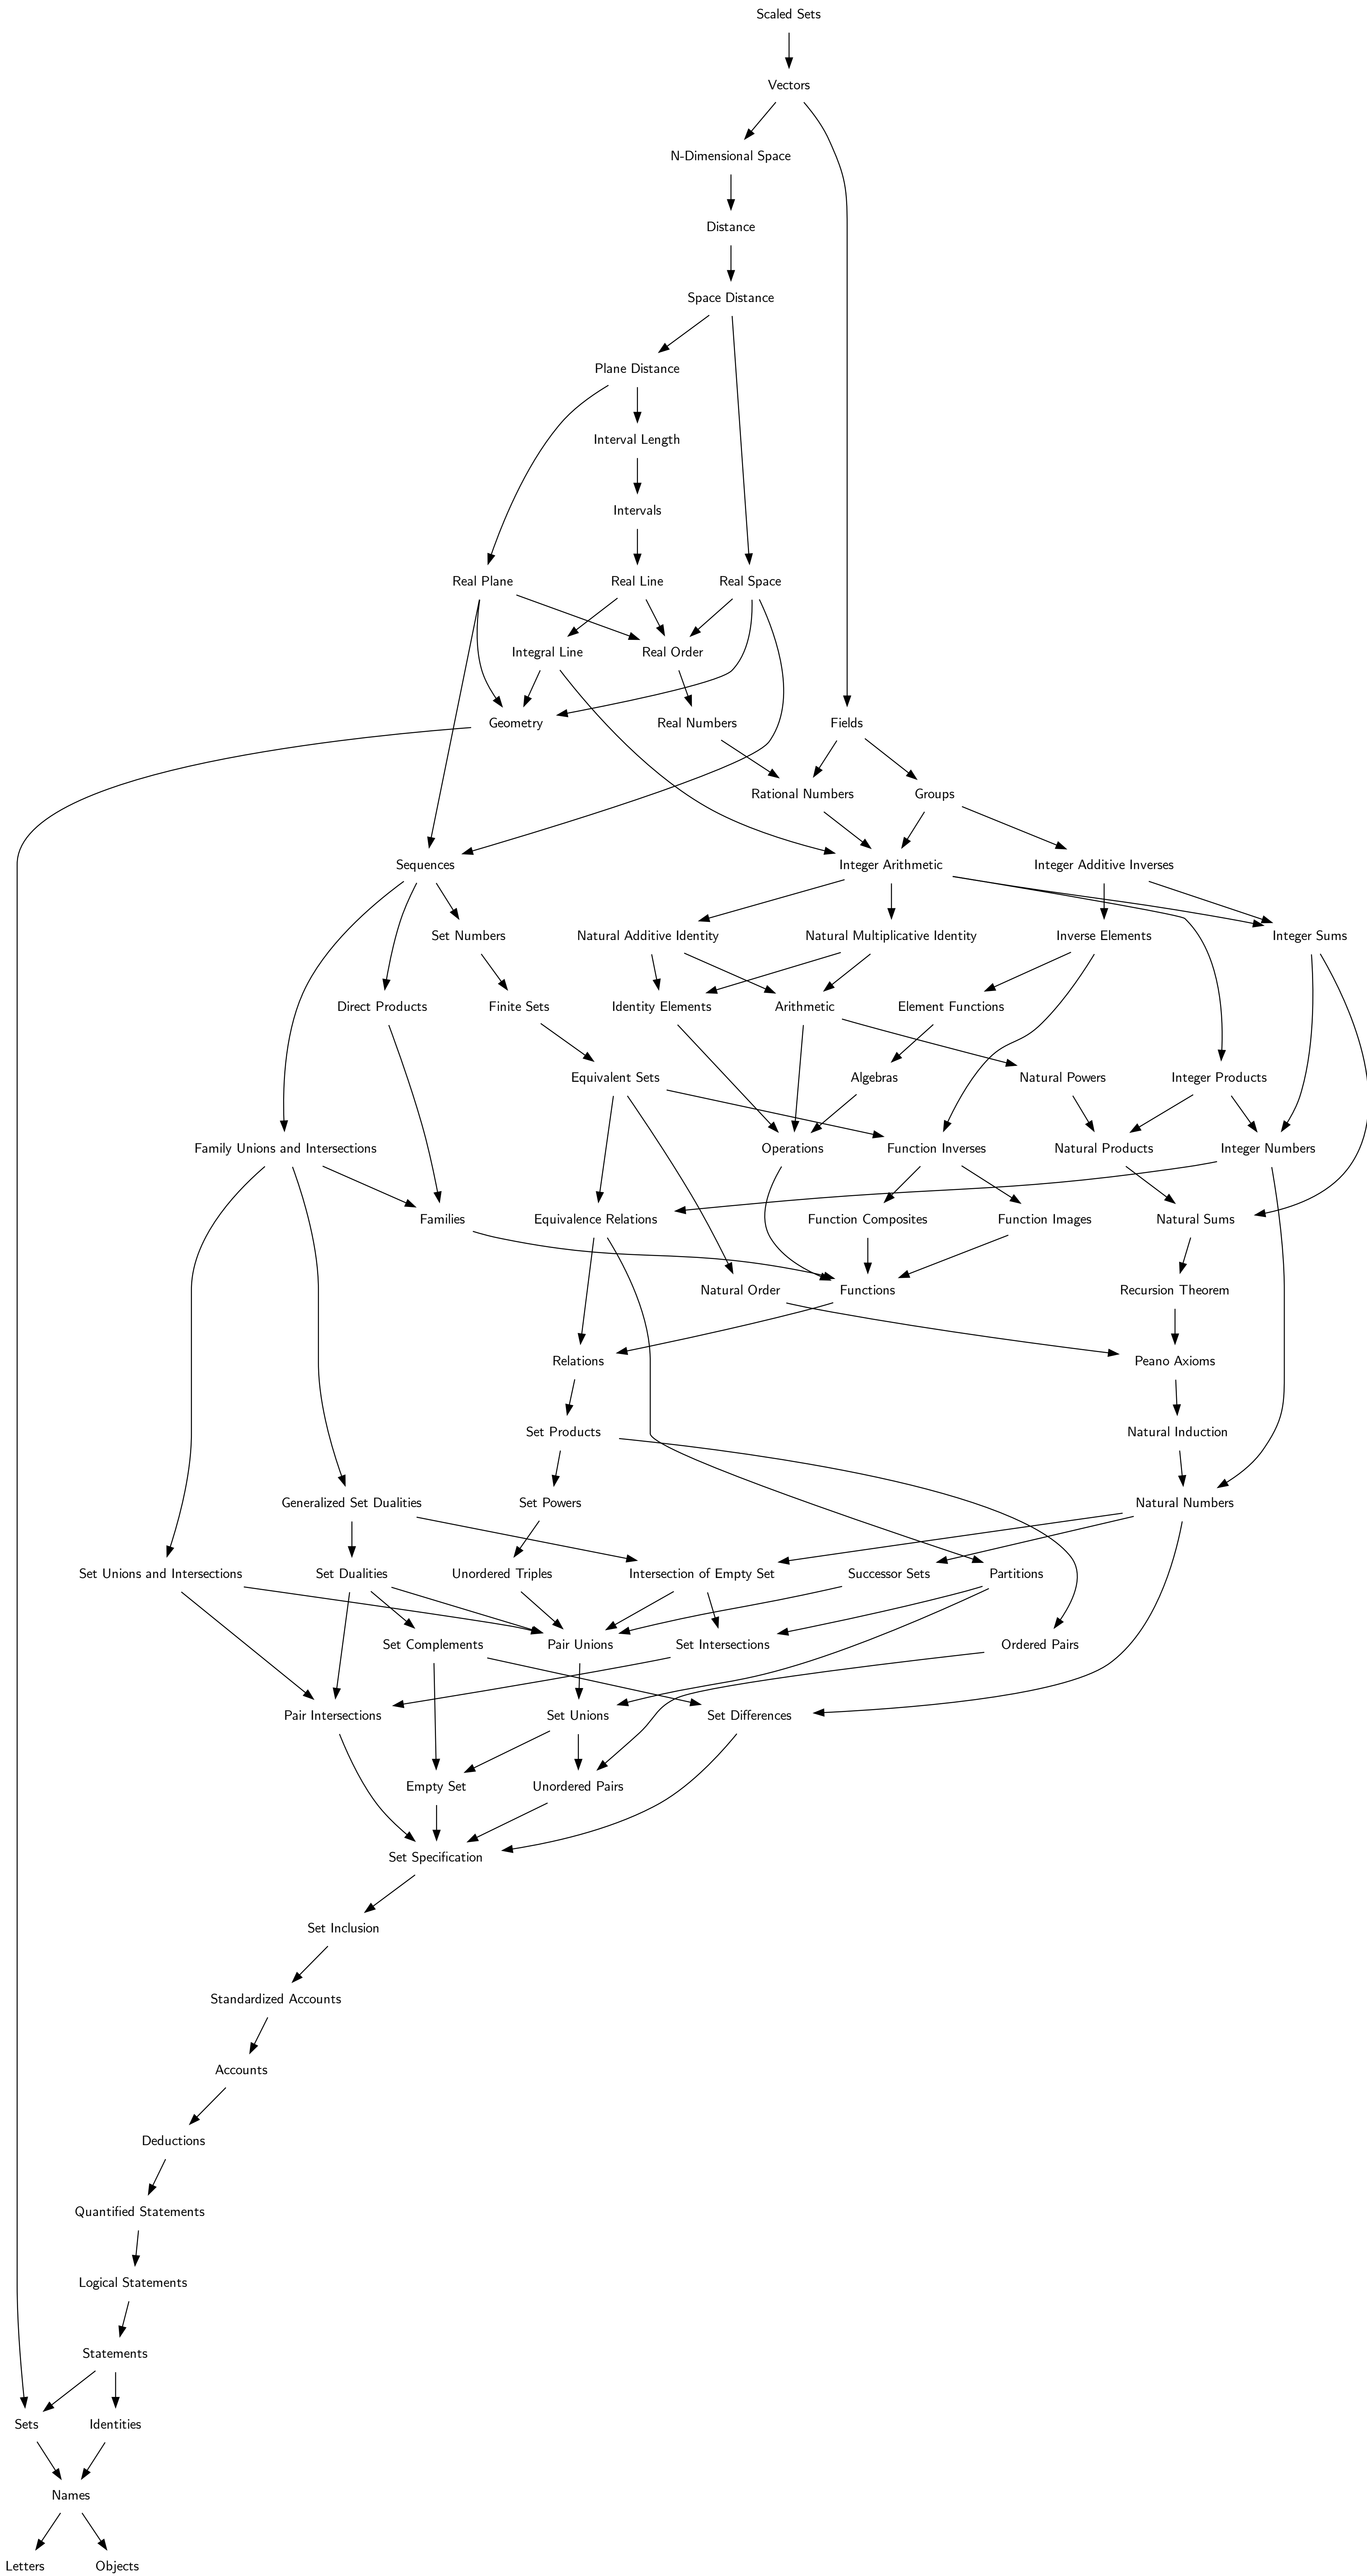 Scaled Sets
Vectors
N-Dimensional Space
Distance
Space Distance
Plane Distance
Interval Length
Intervals
Real Plane
Real Line
Real Space
Integral Line
Real Order
Geometry
Real Numbers
Fields
Rational Numbers
Groups
Sequences
Integer Arithmetic
Integer Additive Inverses
Set Numbers
Natural Additive Identity
Natural Multiplicative Identity
Inverse Elements
Integer Sums
Direct Products
Finite Sets
Identity Elements
Arithmetic
Element Functions
Equivalent Sets
Algebras
Natural Powers
Integer Products
Family Unions and Intersections
Operations
Function Inverses
Natural Products
Integer Numbers
Families
Equivalence Relations
Function Composites
Function Images
Natural Sums
Natural Order
Functions
Recursion Theorem
Relations
Peano Axioms
Set Products
Natural Induction
Generalized Set Dualities
Set Powers
Natural Numbers
Set Unions and Intersections
Set Dualities
Unordered Triples
Intersection of Empty Set
Successor Sets
Partitions
Set Complements
Pair Unions
Set Intersections
Ordered Pairs
Pair Intersections
Set Unions
Set Differences
Empty Set
Unordered Pairs
Set Specification
Set Inclusion
Standardized Accounts
Accounts
Deductions
Quantified Statements
Logical Statements
Statements
Sets
Identities
Names
Letters
Objects